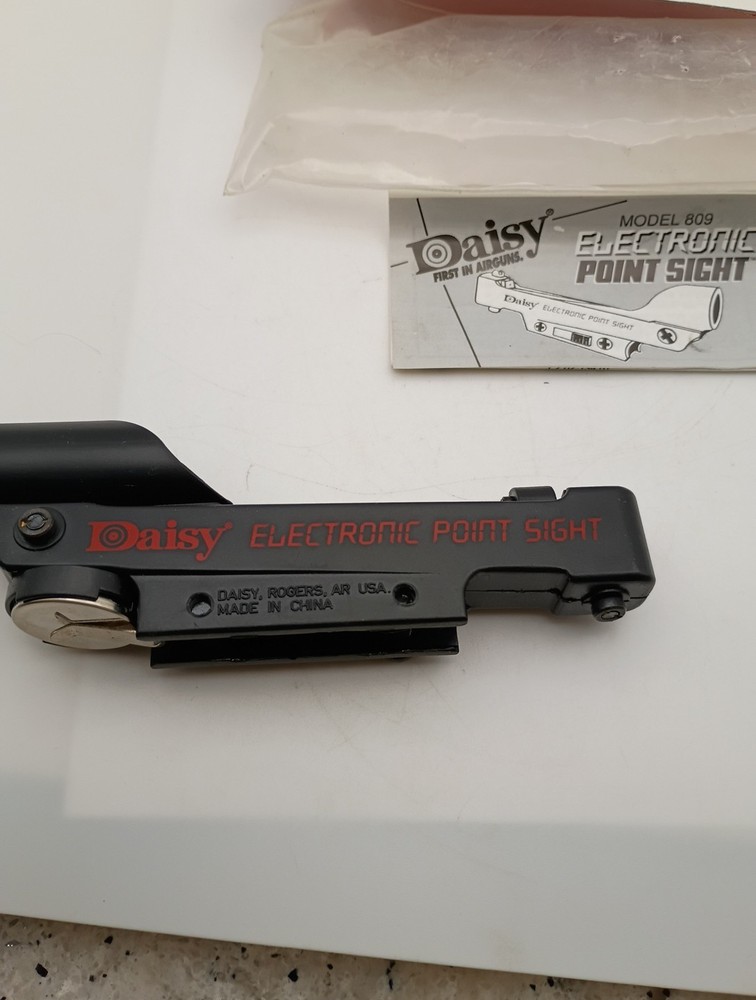 Daisy®
FIRST IN AIRGUNS.
MODEL 809
ELECTRONIC
POINT SIGHT
Daisy ELECTRONIC POINT SIGHT
Daisy® ELECTRONIC POINT SIGHT
DAISY, ROGERS, AR USA.
MADE IN CHINA